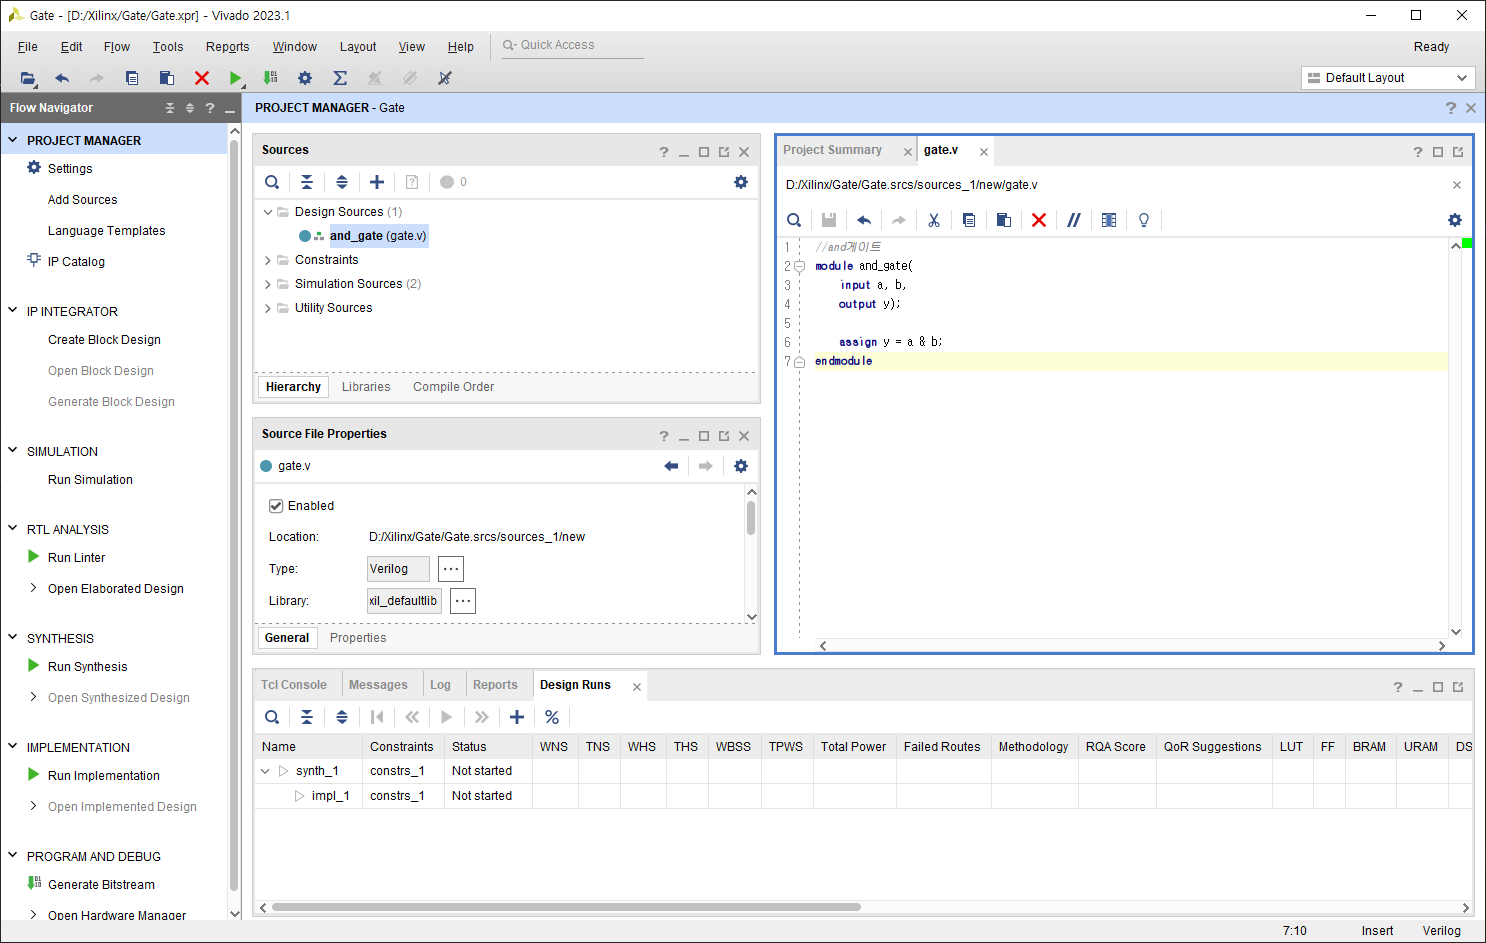 Gate - [D:/Xilinx/Gate/Gate.xpr] - Vivado 2023.1
File Edit Flow Tools Reports Window Layout View Help Quick Access Ready
Default Layout
Flow Navigator
PROJECT MANAGER
Settings
Add Sources
Language Templates
IP Catalog
IP INTEGRATOR
Create Block Design
Open Block Design
Generate Block Design
SIMULATION
Run Simulation
RTL ANALYSIS
Run Linter
Open Elaborated Design
SYNTHESIS
Run Synthesis
Open Synthesized Design
IMPLEMENTATION
Run Implementation
Open Implemented Design
PROGRAM AND DEBUG
Generate Bitstream
Open Hardware Manager
PROJECT MANAGER - Gate
Sources
0
Design Sources (1)
and_gate (gate.v)
Constraints
Simulation Sources (2)
Utility Sources
Hierarchy Libraries Compile Order
Source File Properties
gate.v
Enabled
Location: D:/Xilinx/Gate/Gate.srcs/sources_1/new
Type: Verilog ...
Library: xil_defaultlib ...
General Properties
Project Summary gate.v
D:/Xilinx/Gate/Gate.srcs/sources_1/new/gate.v
1 //and게이트
2 module and_gate(
3 input a, b,
4 output y);
5
6 assign y = a & b;
7 endmodule
Tcl Console Messages Log Reports Design Runs
Name Constraints Status WNS TNS WHS THS WBSS TPWS Total Power Failed Routes Methodology RQA Score QoR Suggestions LUT FF BRAM URAM DS
synth_1 constrs_1 Not started
impl_1 constrs_1 Not started
7:10 Insert Verilog